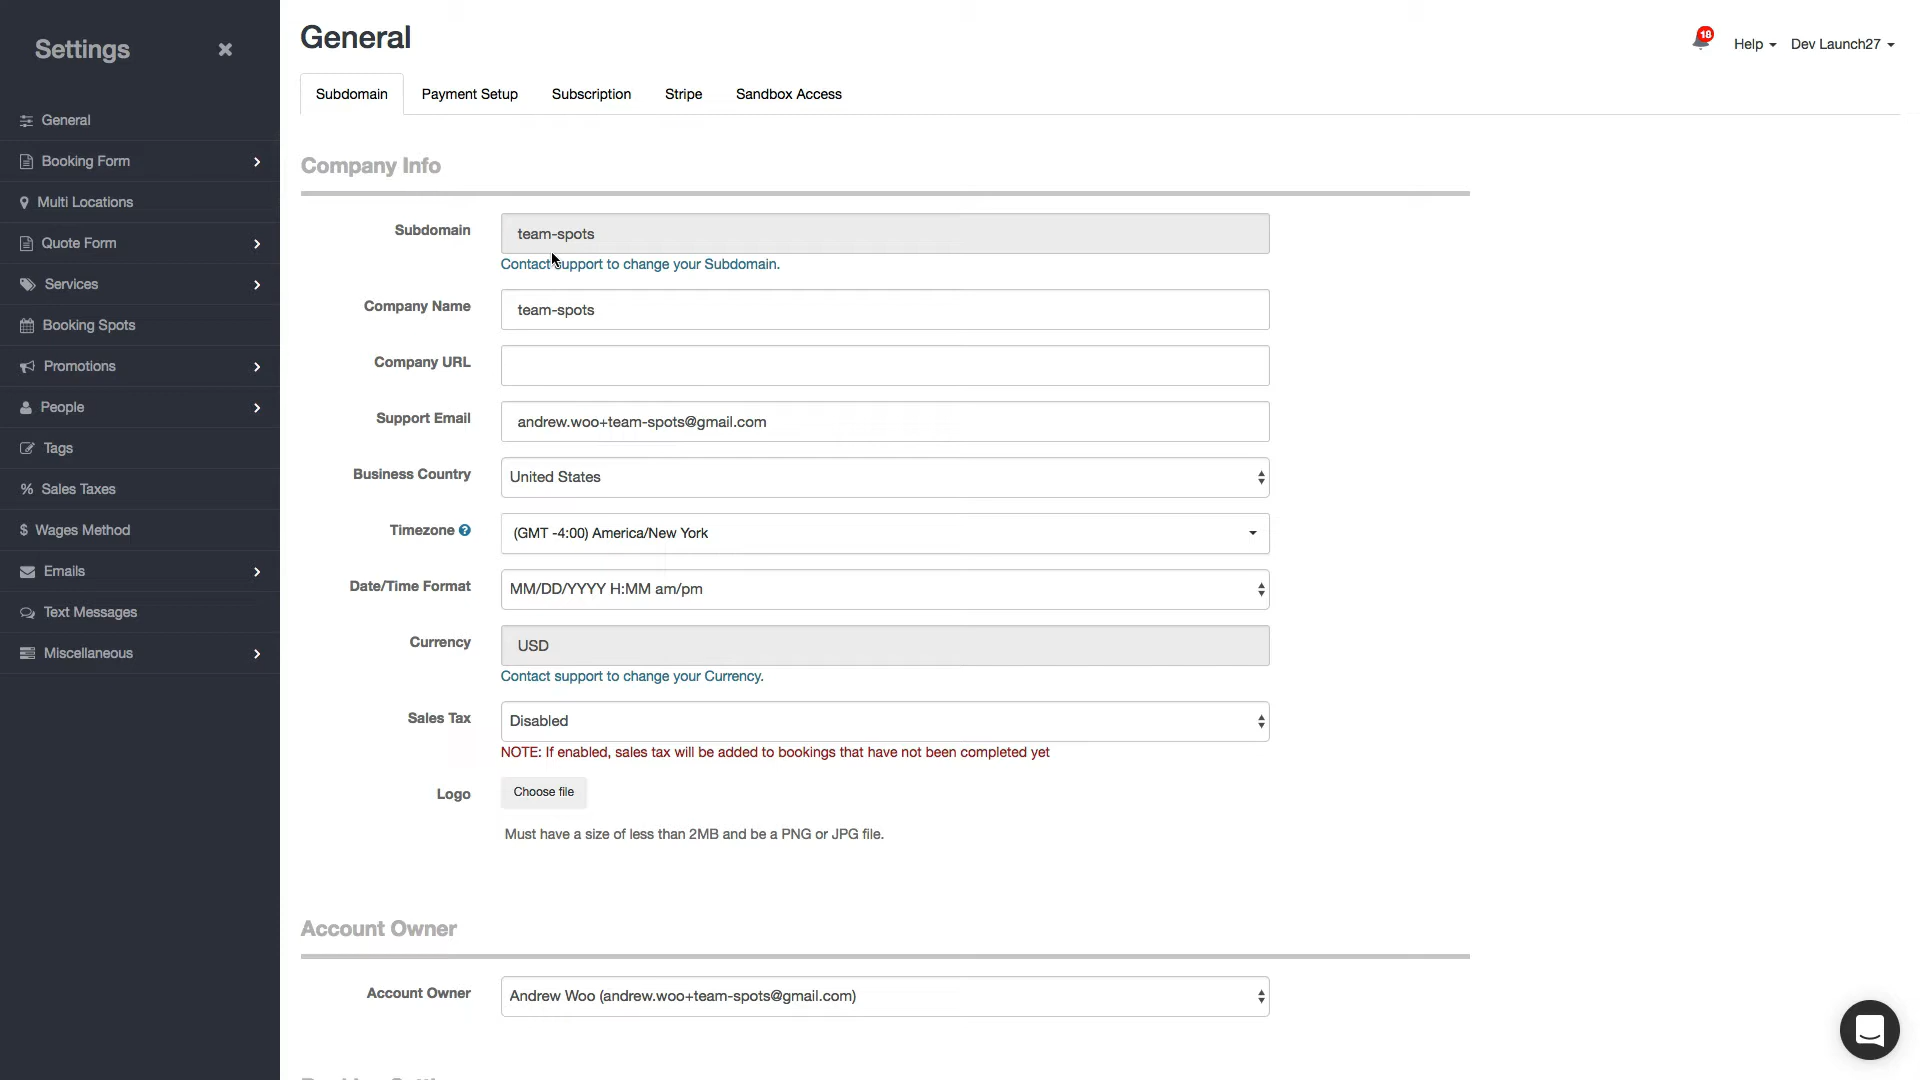 Settings
General
Booking Form
Multi Locations
Quote Form
Services
Booking Spots
Promotions
People
Tags
% Sales Taxes
$ Wages Method
Emails
Text Messages
Miscellaneous
General
18
Help
Dev Launch27
Subdomain Payment Setup Subscription Stripe Sandbox Access
Company Info
Subdomain team-spots
Contact support to change your Subdomain.
Company Name team-spots
Company URL
Support Email andrew.woo+team-spots@gmail.com
Business Country United States
Timezone ? (GMT -4:00) America/New York
Date/Time Format MM/DD/YYYY H:MM am/pm
Currency USD
Contact support to change your Currency.
Sales Tax Disabled
NOTE: If enabled, sales tax will be added to bookings that have not been completed yet
Logo Choose file
Must have a size of less than 2MB and be a PNG or JPG file.
Account Owner
Account Owner Andrew Woo (andrew.woo+team-spots@gmail.com)